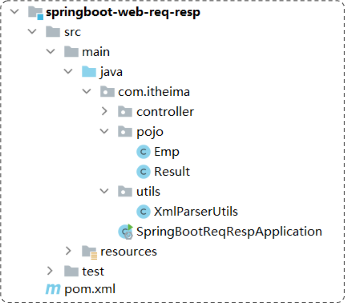 springboot-web-req-resp
src
main
java
com.itheima
controller
pojo
Emp
Result
utils
XmlParserUtils
SpringBootReqRespApplication
resources
test
pom.xml